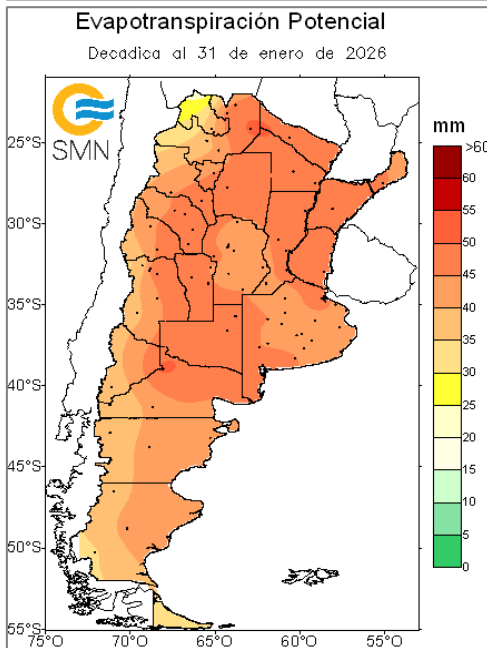 Evapotranspiración Potencial
Decadica al 31 de enero de 2026
SMN
mm
>60
60
55
50
45
40
35
30
25
20
15
10
5
0
25°S
30°S
35°S
40°S
45°S
50°S
55°S
75°O
70°O
65°O
60°O
55°O